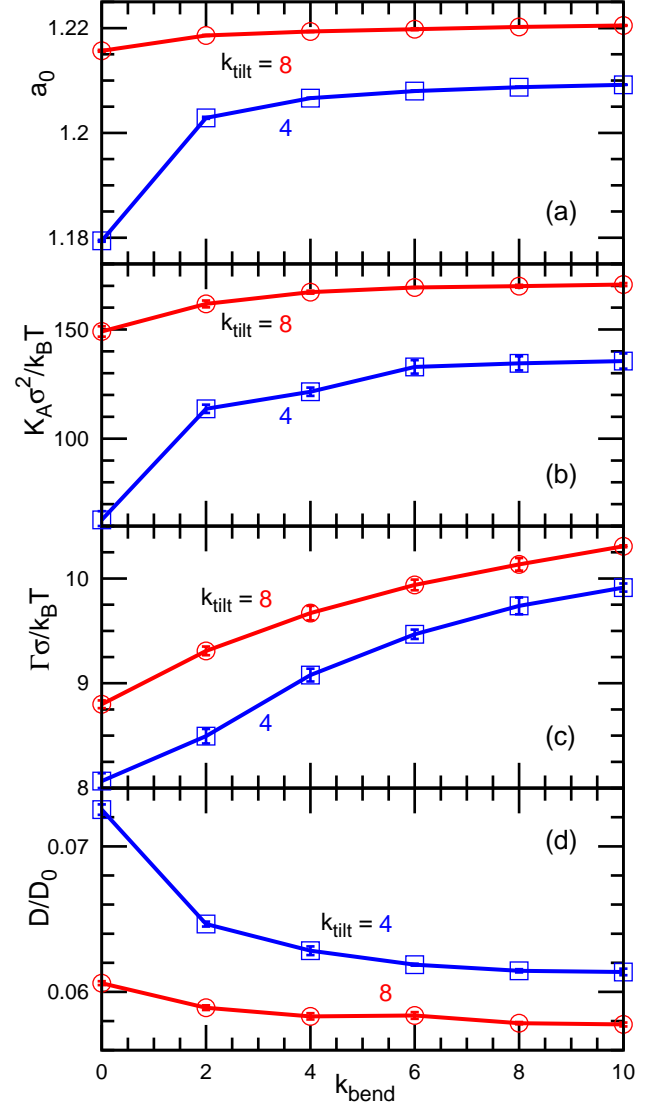 1.22
a₀
k_tilt = 8
1.2
4
(a)
1.18
150
K_Aσ²/k_BT
k_tilt = 8
4
100
(b)
10
Γσ/k_BT
k_tilt = 8
9
4
(c)
8
(d)
0.07
D/D₀
k_tilt = 4
0.06
8
0 2 4 6 8 10
k_bend